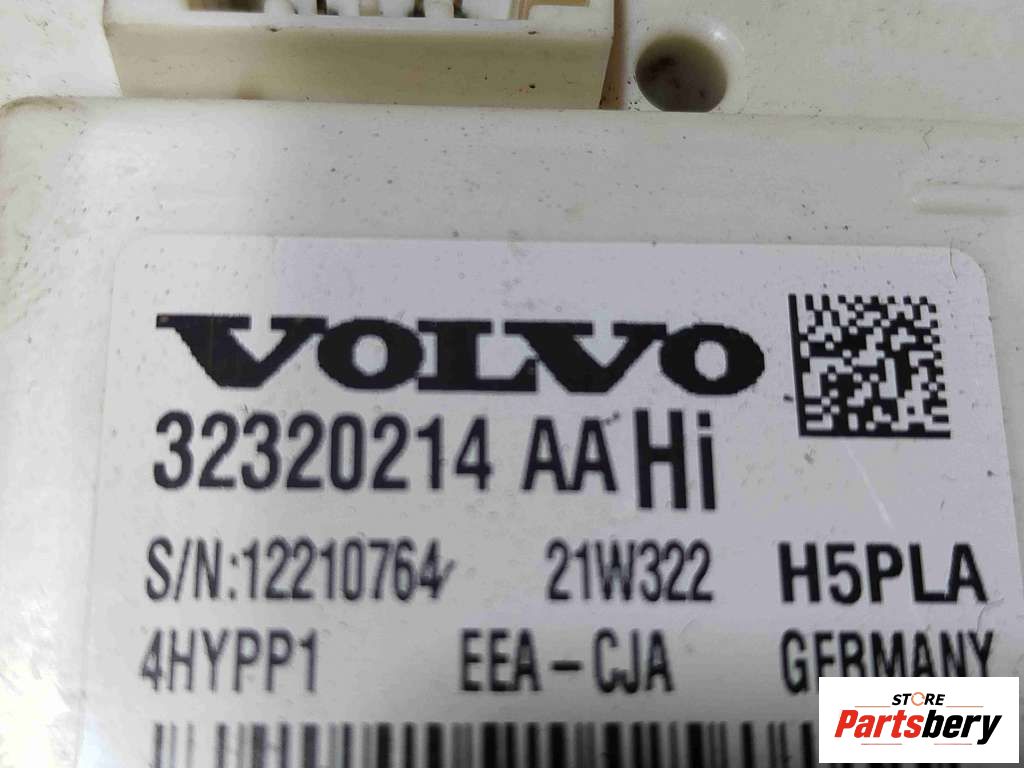 VOLVO
32320214 AA Hi
S/N:12210764 21W322 H5PLA
4HYPP1 EEA-CJA GERMANY
STORE
Partsbery